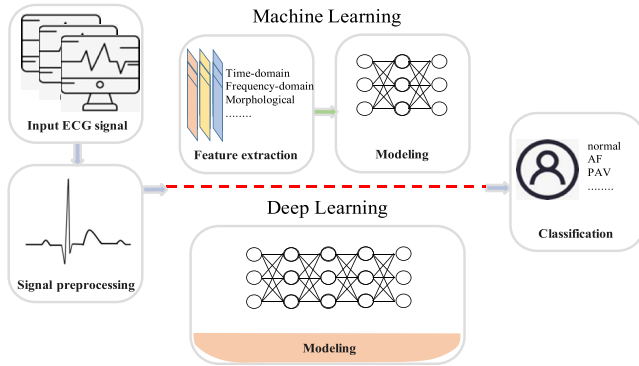 Machine Learning
Input ECG signal
Time-domain
Frequency-domain
Morphological
........
Feature extraction
Modeling
Signal preprocessing
Deep Learning
Modeling
normal
AF
PAV
........
Classification